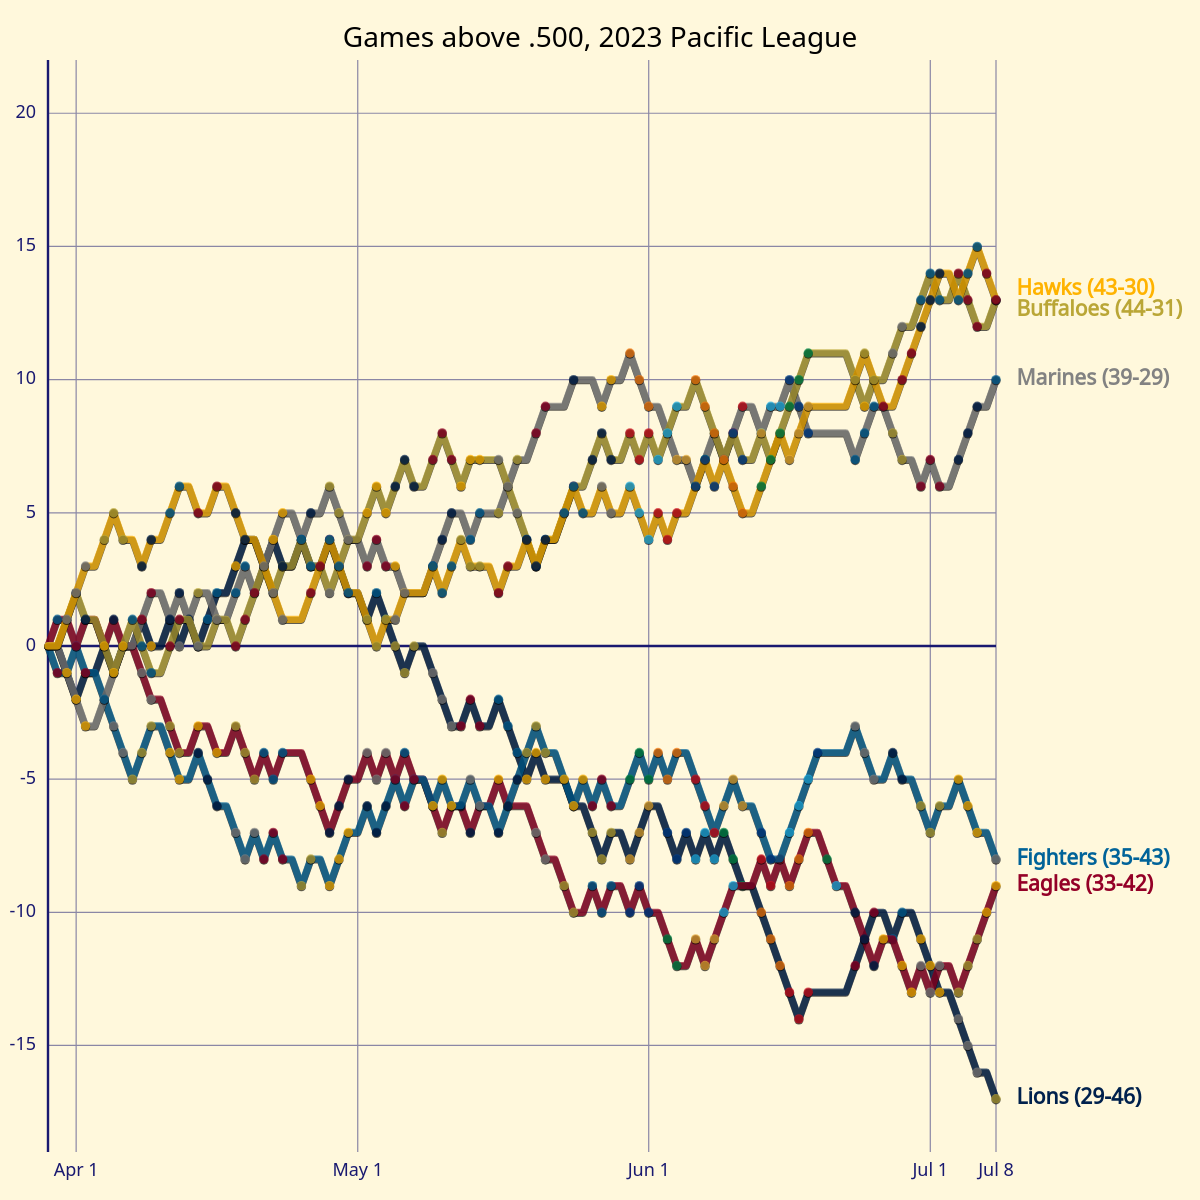 Games above .500, 2023 Pacific League
20
15
10
5
0
-5
-10
-15
Hawks (43-30)
Buffaloes (44-31)
Marines (39-29)
Fighters (35-43)
Eagles (33-42)
Lions (29-46)
Apr 1
May 1
Jun 1
Jul 1
Jul 8